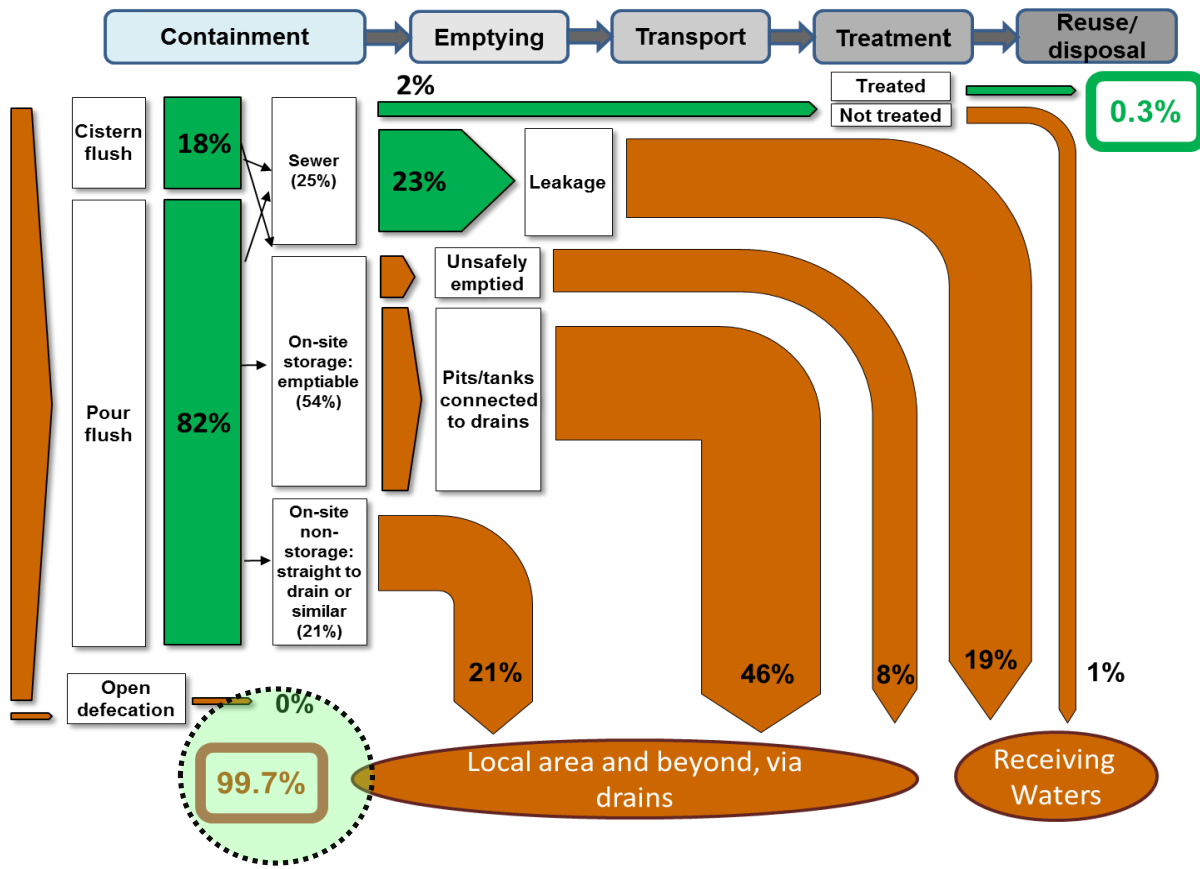 Containment
Emptying
Transport
Treatment
Reuse/
disposal
2%
Treated
Not treated
0.3%
Cistern
flush
18%
Sewer
(25%)
23%
Leakage
Unsafely
emptied
On-site
storage:
emptiable
(54%)
Pits/tanks
connected
to drains
Pour
flush
82%
On-site
non-
storage:
straight to
drain or
similar
(21%)
21%
46%
8%
19%
1%
Open
defecation
0%
99.7%
Local area and beyond, via
drains
Receiving
Waters